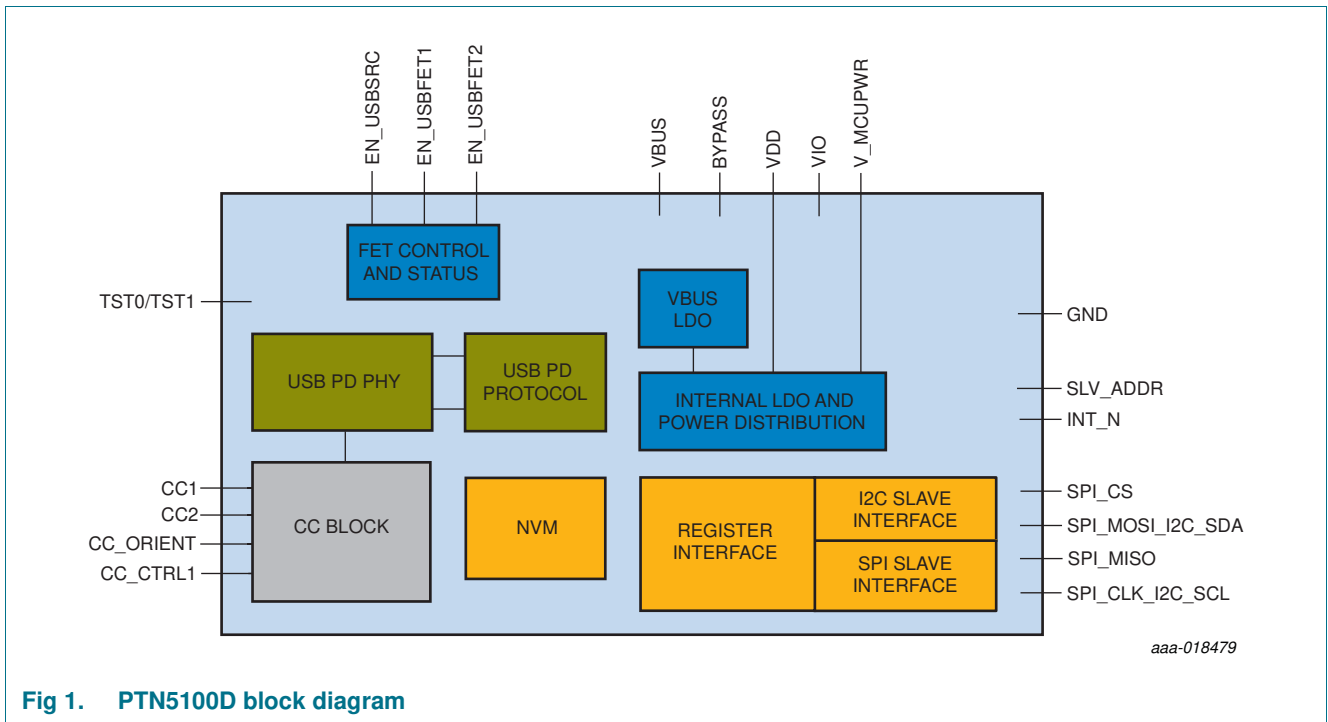 EN_USBSRC
EN_USBFET1
EN_USBFET2
VBUS
BYPASS
VDD
VIO
V_MCUPWR
FET CONTROL
AND STATUS
TST0/TST1
VBUS
LDO
GND
USB PD PHY
USB PD
PROTOCOL
INTERNAL LDO AND
POWER DISTRIBUTION
SLV_ADDR
INT_N
CC1
CC2
CC_ORIENT
CC_CTRL1
CC BLOCK
NVM
REGISTER
INTERFACE
I2C SLAVE
INTERFACE
SPI SLAVE
INTERFACE
SPI_CS
SPI_MOSI_I2C_SDA
SPI_MISO
SPI_CLK_I2C_SCL
aaa-018479
Fig 1. PTN5100D block diagram